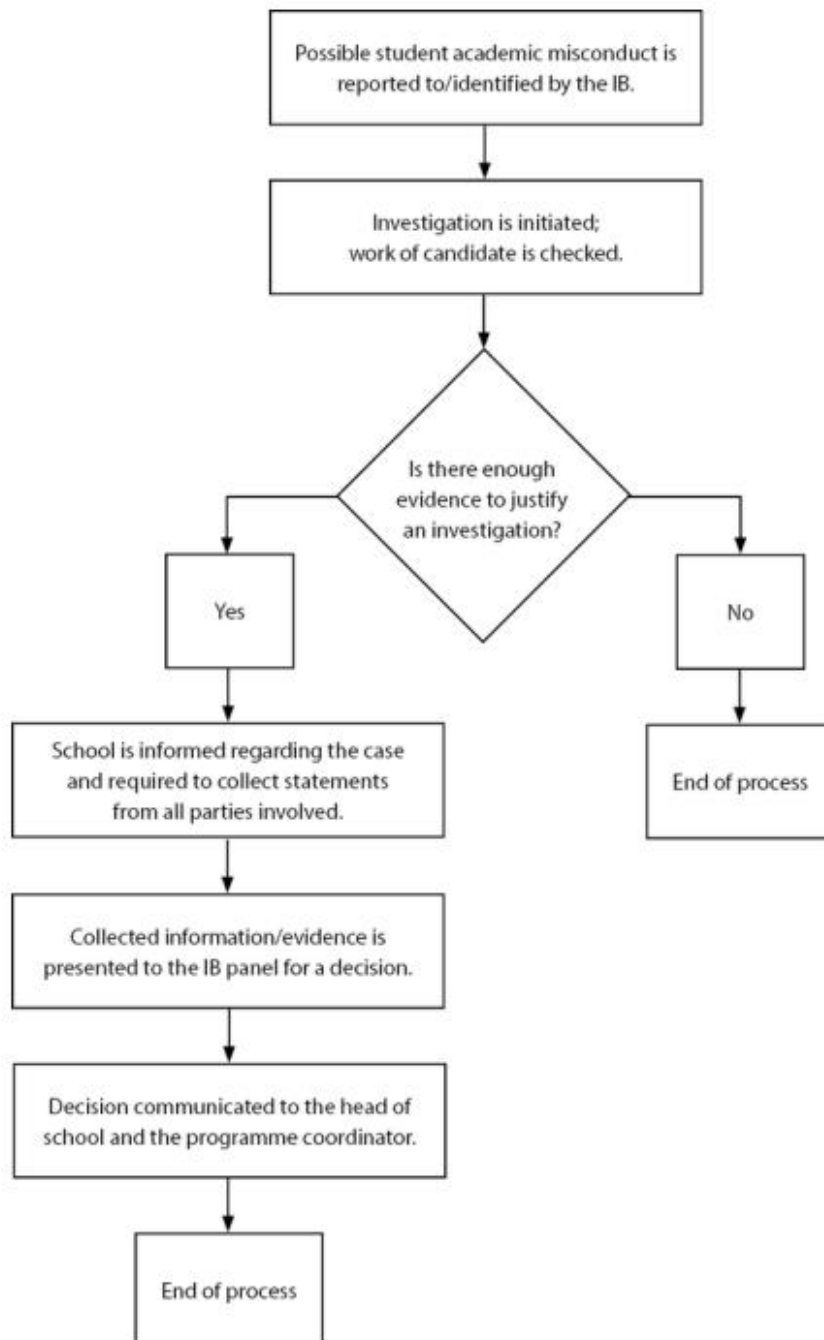 Possible student academic misconduct is
reported to/identified by the IB.
Investigation is initiated;
work of candidate is checked.
Is there enough
evidence to justify
an investigation?
Yes
No
School is informed regarding the case
and required to collect statements
from all parties involved.
End of process
Collected information/evidence is
presented to the IB panel for a decision.
Decision communicated to the head of
school and the programme coordinator.
End of process